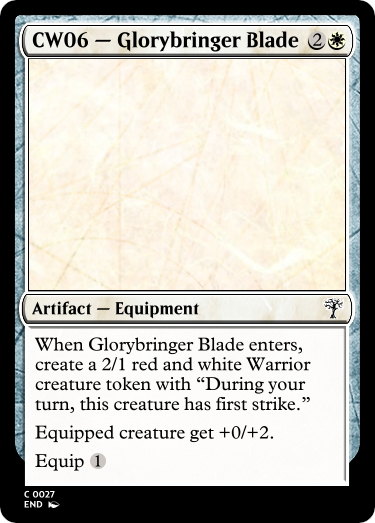 CW06 — Glorybringer Blade 2
Artifact — Equipment
When Glorybringer Blade enters,
create a 2/1 red and white Warrior
creature token with “During your
turn, this creature has first strike.”
Equipped creature get +0/+2.
Equip 1
C 0027
END